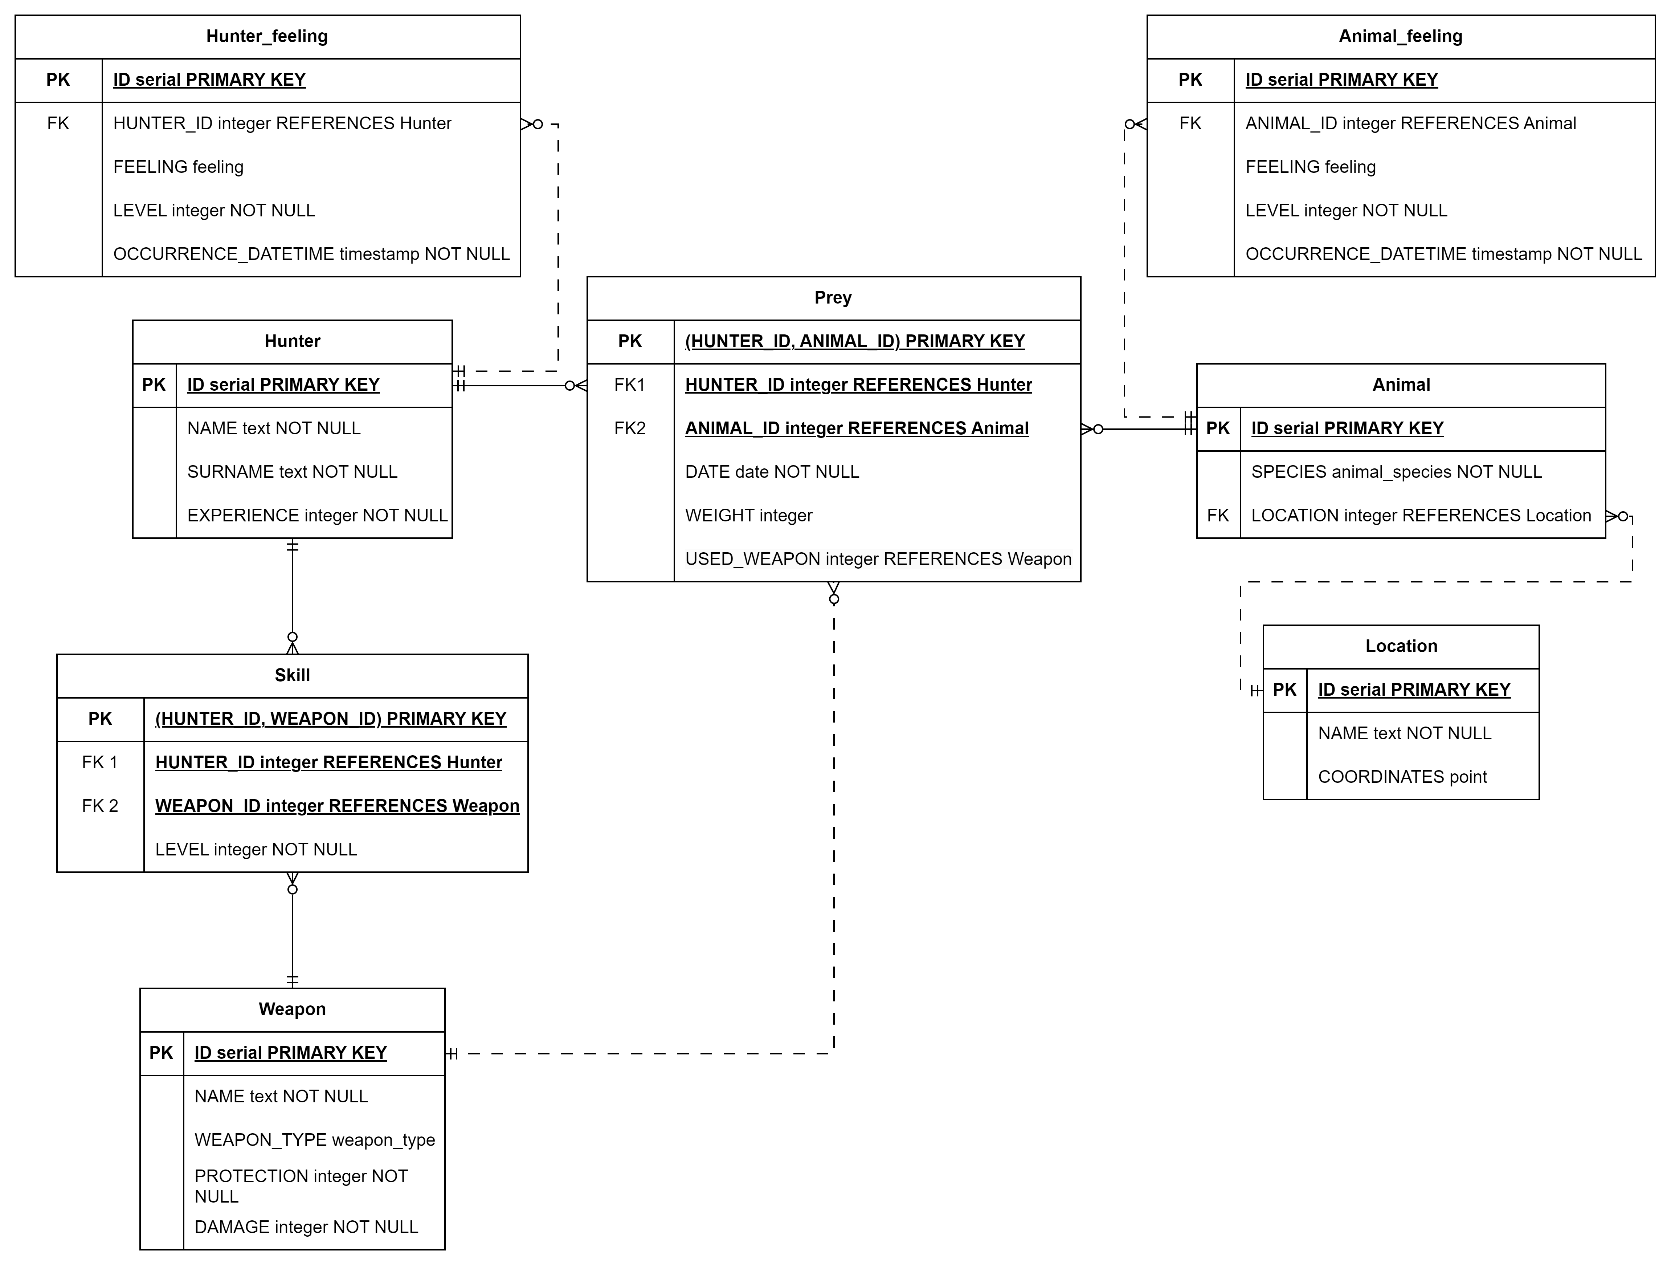 Hunter_feeling
PK ID serial PRIMARY KEY
FK HUNTER_ID integer REFERENCES Hunter
FEELING feeling
LEVEL integer NOT NULL
OCCURRENCE_DATETIME timestamp NOT NULL
Animal_feeling
PK ID serial PRIMARY KEY
FK ANIMAL_ID integer REFERENCES Animal
FEELING feeling
LEVEL integer NOT NULL
OCCURRENCE_DATETIME timestamp NOT NULL
Prey
PK (HUNTER_ID, ANIMAL_ID) PRIMARY KEY
FK1 HUNTER_ID integer REFERENCES Hunter
FK2 ANIMAL_ID integer REFERENCES Animal
DATE date NOT NULL
WEIGHT integer
USED_WEAPON integer REFERENCES Weapon
Hunter
PK ID serial PRIMARY KEY
NAME text NOT NULL
SURNAME text NOT NULL
EXPERIENCE integer NOT NULL
Animal
PK ID serial PRIMARY KEY
SPECIES animal_species NOT NULL
FK LOCATION integer REFERENCES Location
Location
PK ID serial PRIMARY KEY
NAME text NOT NULL
COORDINATES point
Skill
PK (HUNTER_ID, WEAPON_ID) PRIMARY KEY
FK 1 HUNTER_ID integer REFERENCES Hunter
FK 2 WEAPON_ID integer REFERENCES Weapon
LEVEL integer NOT NULL
Weapon
PK ID serial PRIMARY KEY
NAME text NOT NULL
WEAPON_TYPE weapon_type
PROTECTION integer NOT
NULL
DAMAGE integer NOT NULL